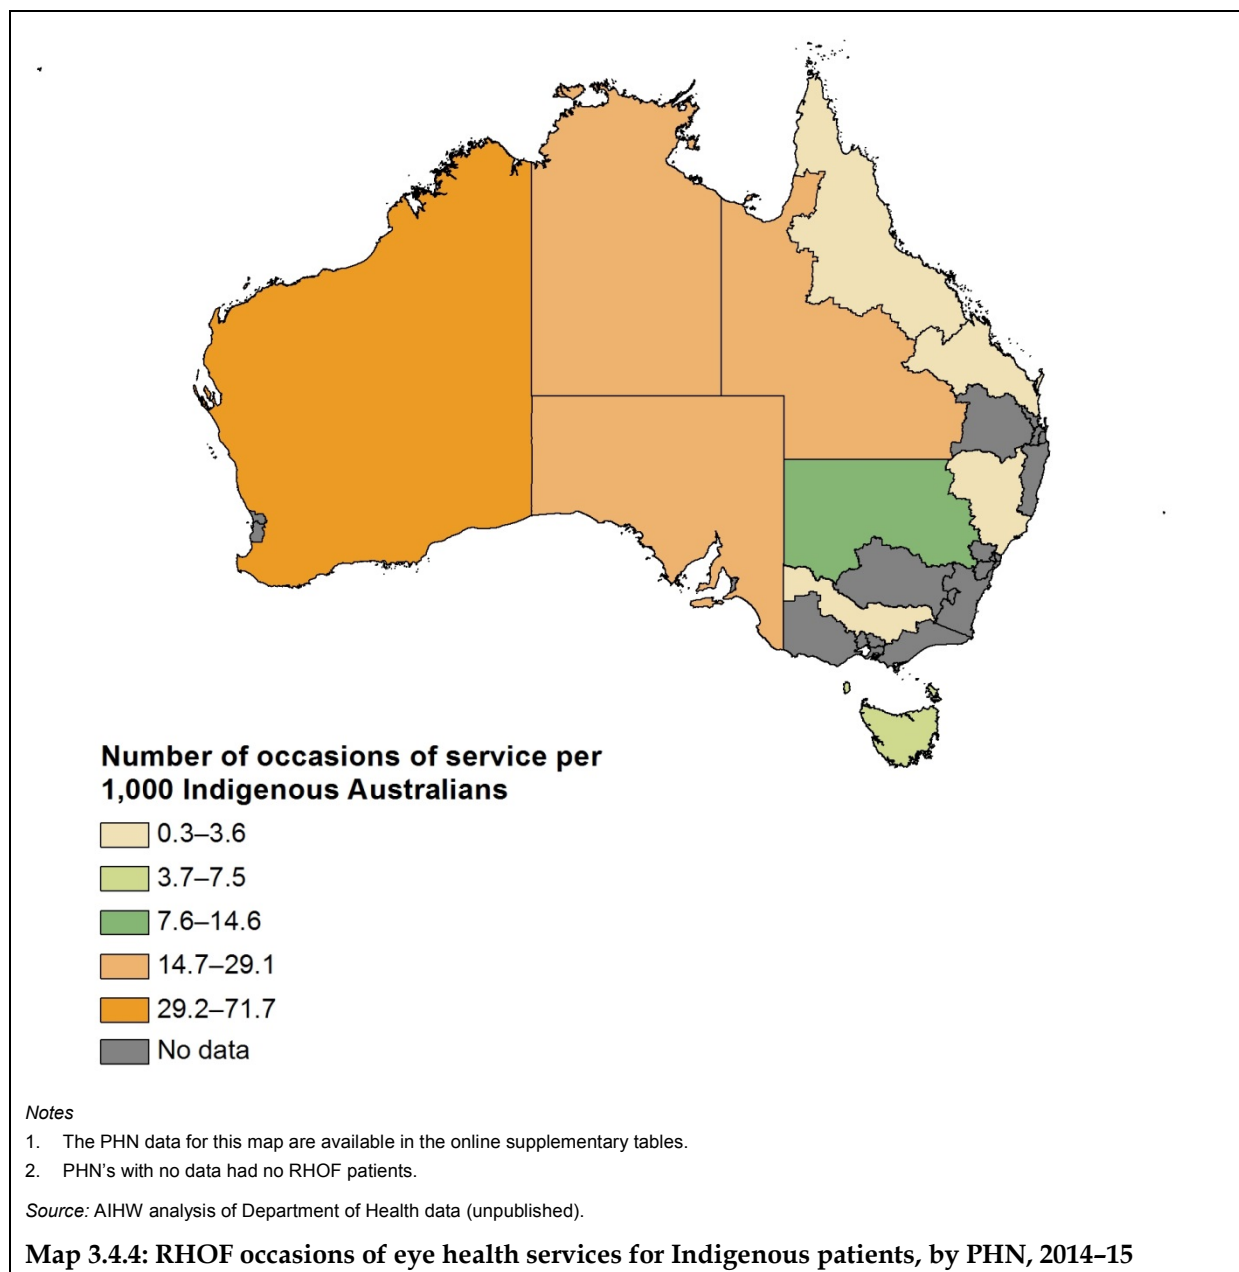 Number of occasions of service per
1,000 Indigenous Australians
0.3–3.6
3.7–7.5
7.6–14.6
14.7–29.1
29.2–71.7
No data
Notes
1. The PHN data for this map are available in the online supplementary tables.
2. PHN’s with no data had no RHOF patients.
Source: AIHW analysis of Department of Health data (unpublished).
Map 3.4.4: RHOF occasions of eye health services for Indigenous patients, by PHN, 2014–15